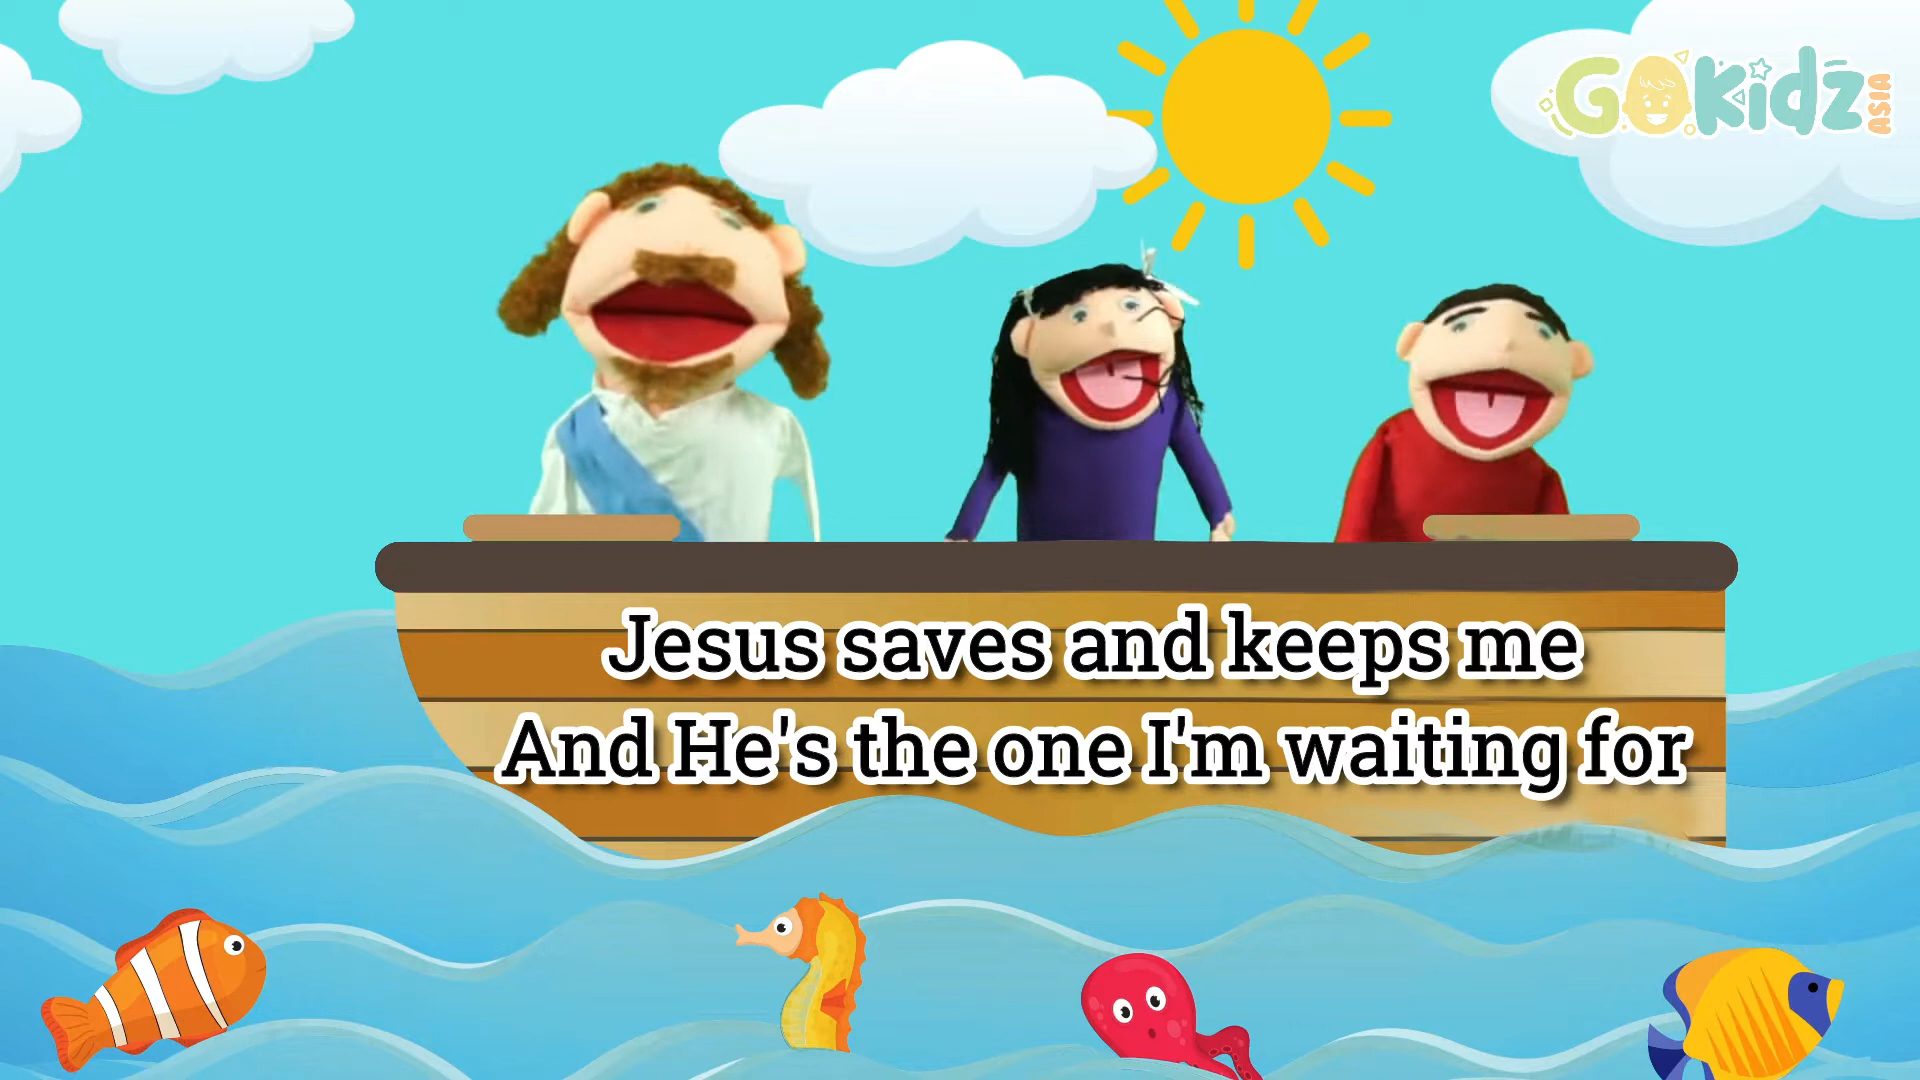 GOKidz ASIA
Jesus saves and keeps me
And He's the one I'm waiting for